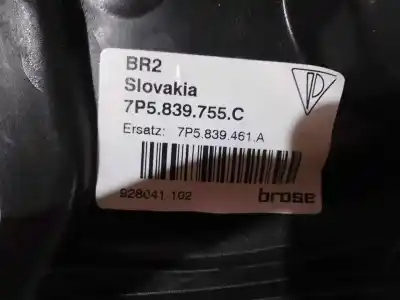 BR2
Slovakia
7P5.839.755.C
Ersatz: 7P5.839.461.A
928041 102
brose